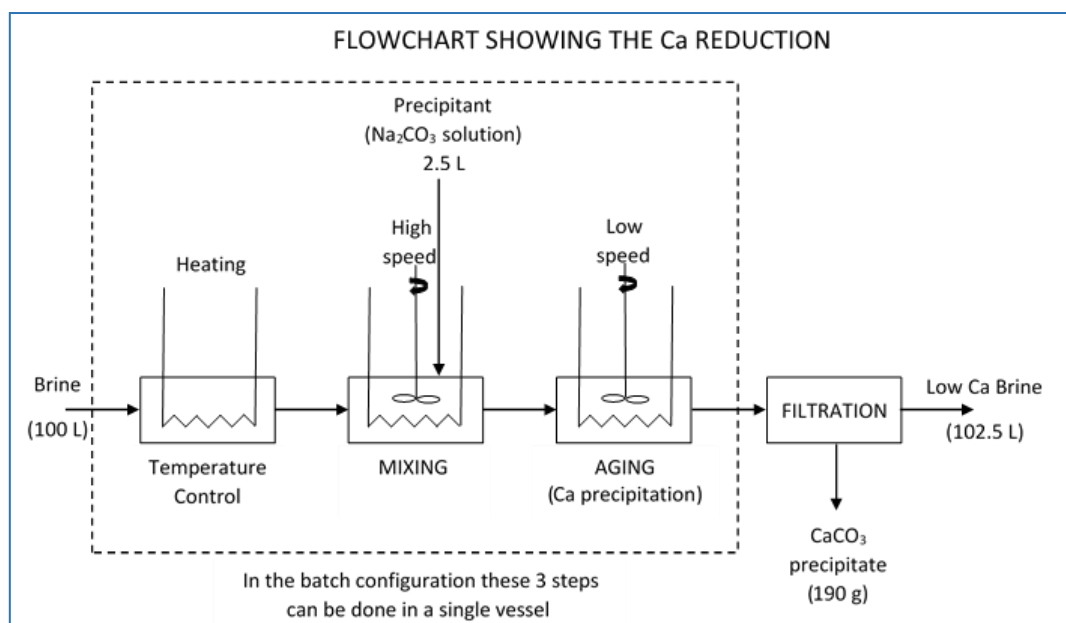 FLOWCHART SHOWING THE Ca REDUCTION
Precipitant
(Na₂CO₃ solution)
2.5 L
Heating
High
speed
Low
speed
Brine
(100 L)
Temperature
Control
MIXING
AGING
(Ca precipitation)
FILTRATION
Low Ca Brine
(102.5 L)
CaCO₃
precipitate
(190 g)
In the batch configuration these 3 steps
can be done in a single vessel